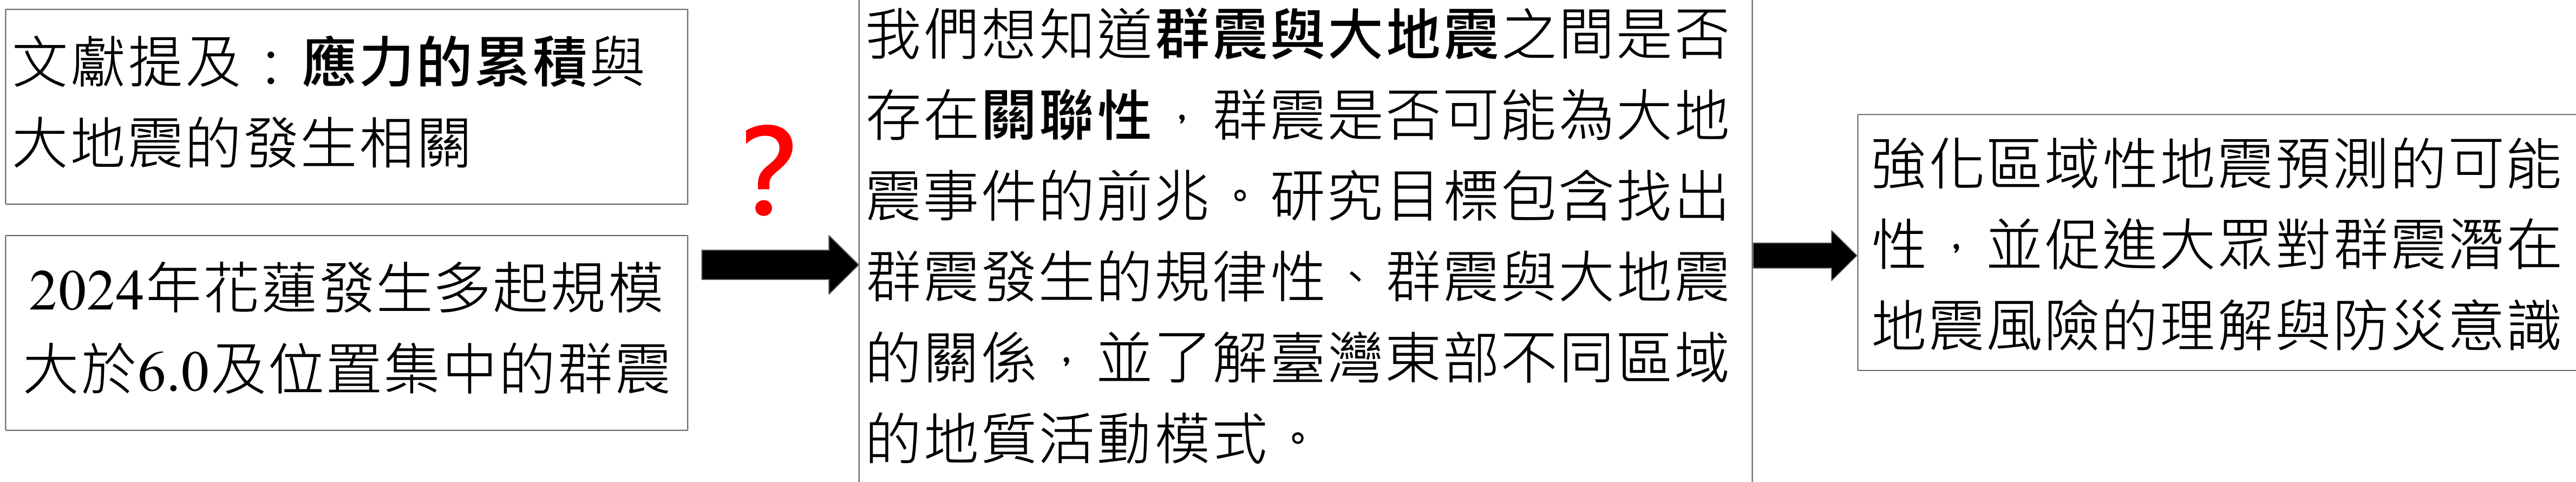 文獻提及：應力的累積與
大地震的發生相關
2024年花蓮發生多起規模
大於6.0及位置集中的群震
？
我們想知道群震與大地震之間是否
存在關聯性，群震是否可能為大地
震事件的前兆。研究目標包含找出
群震發生的規律性、群震與大地震
的關係，並了解臺灣東部不同區域
的地質活動模式。
強化區域性地震預測的可能
性，並促進大眾對群震潛在
地震風險的理解與防災意識